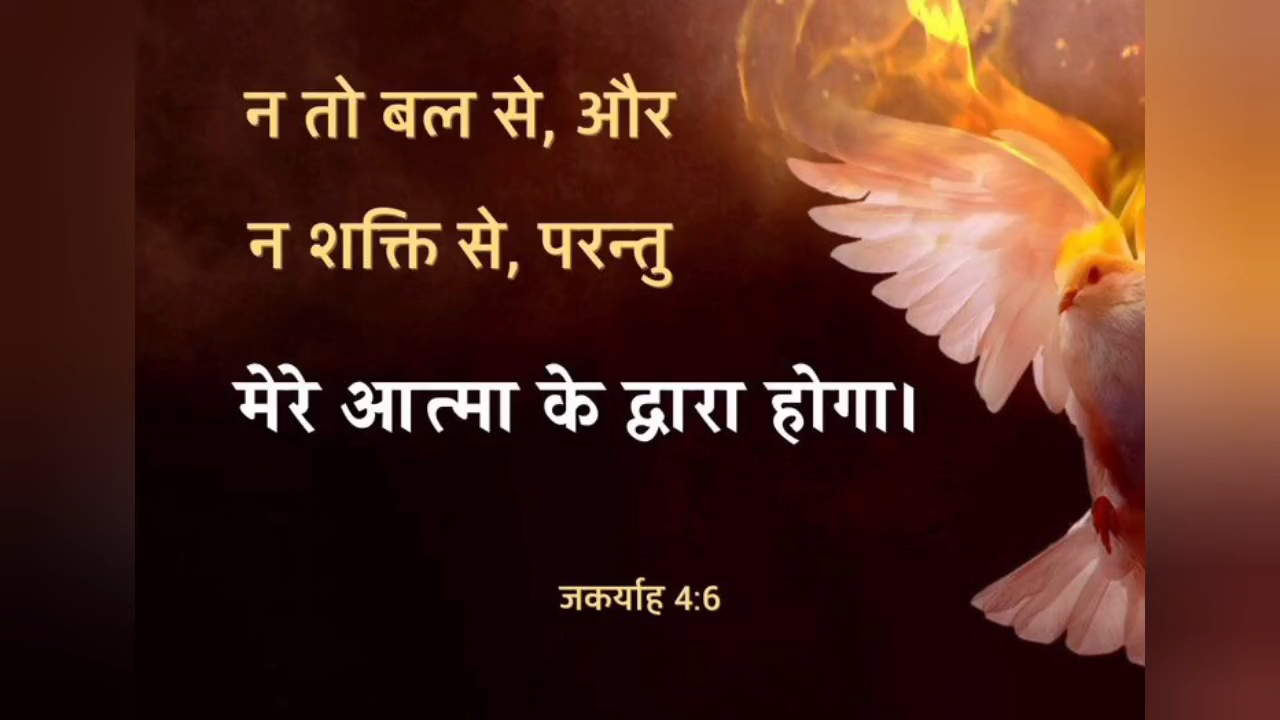 न तो बल से, और
न शक्ति से, परन्तु
मेरे आत्मा के द्वारा होगा।
जकर्याह 4:6